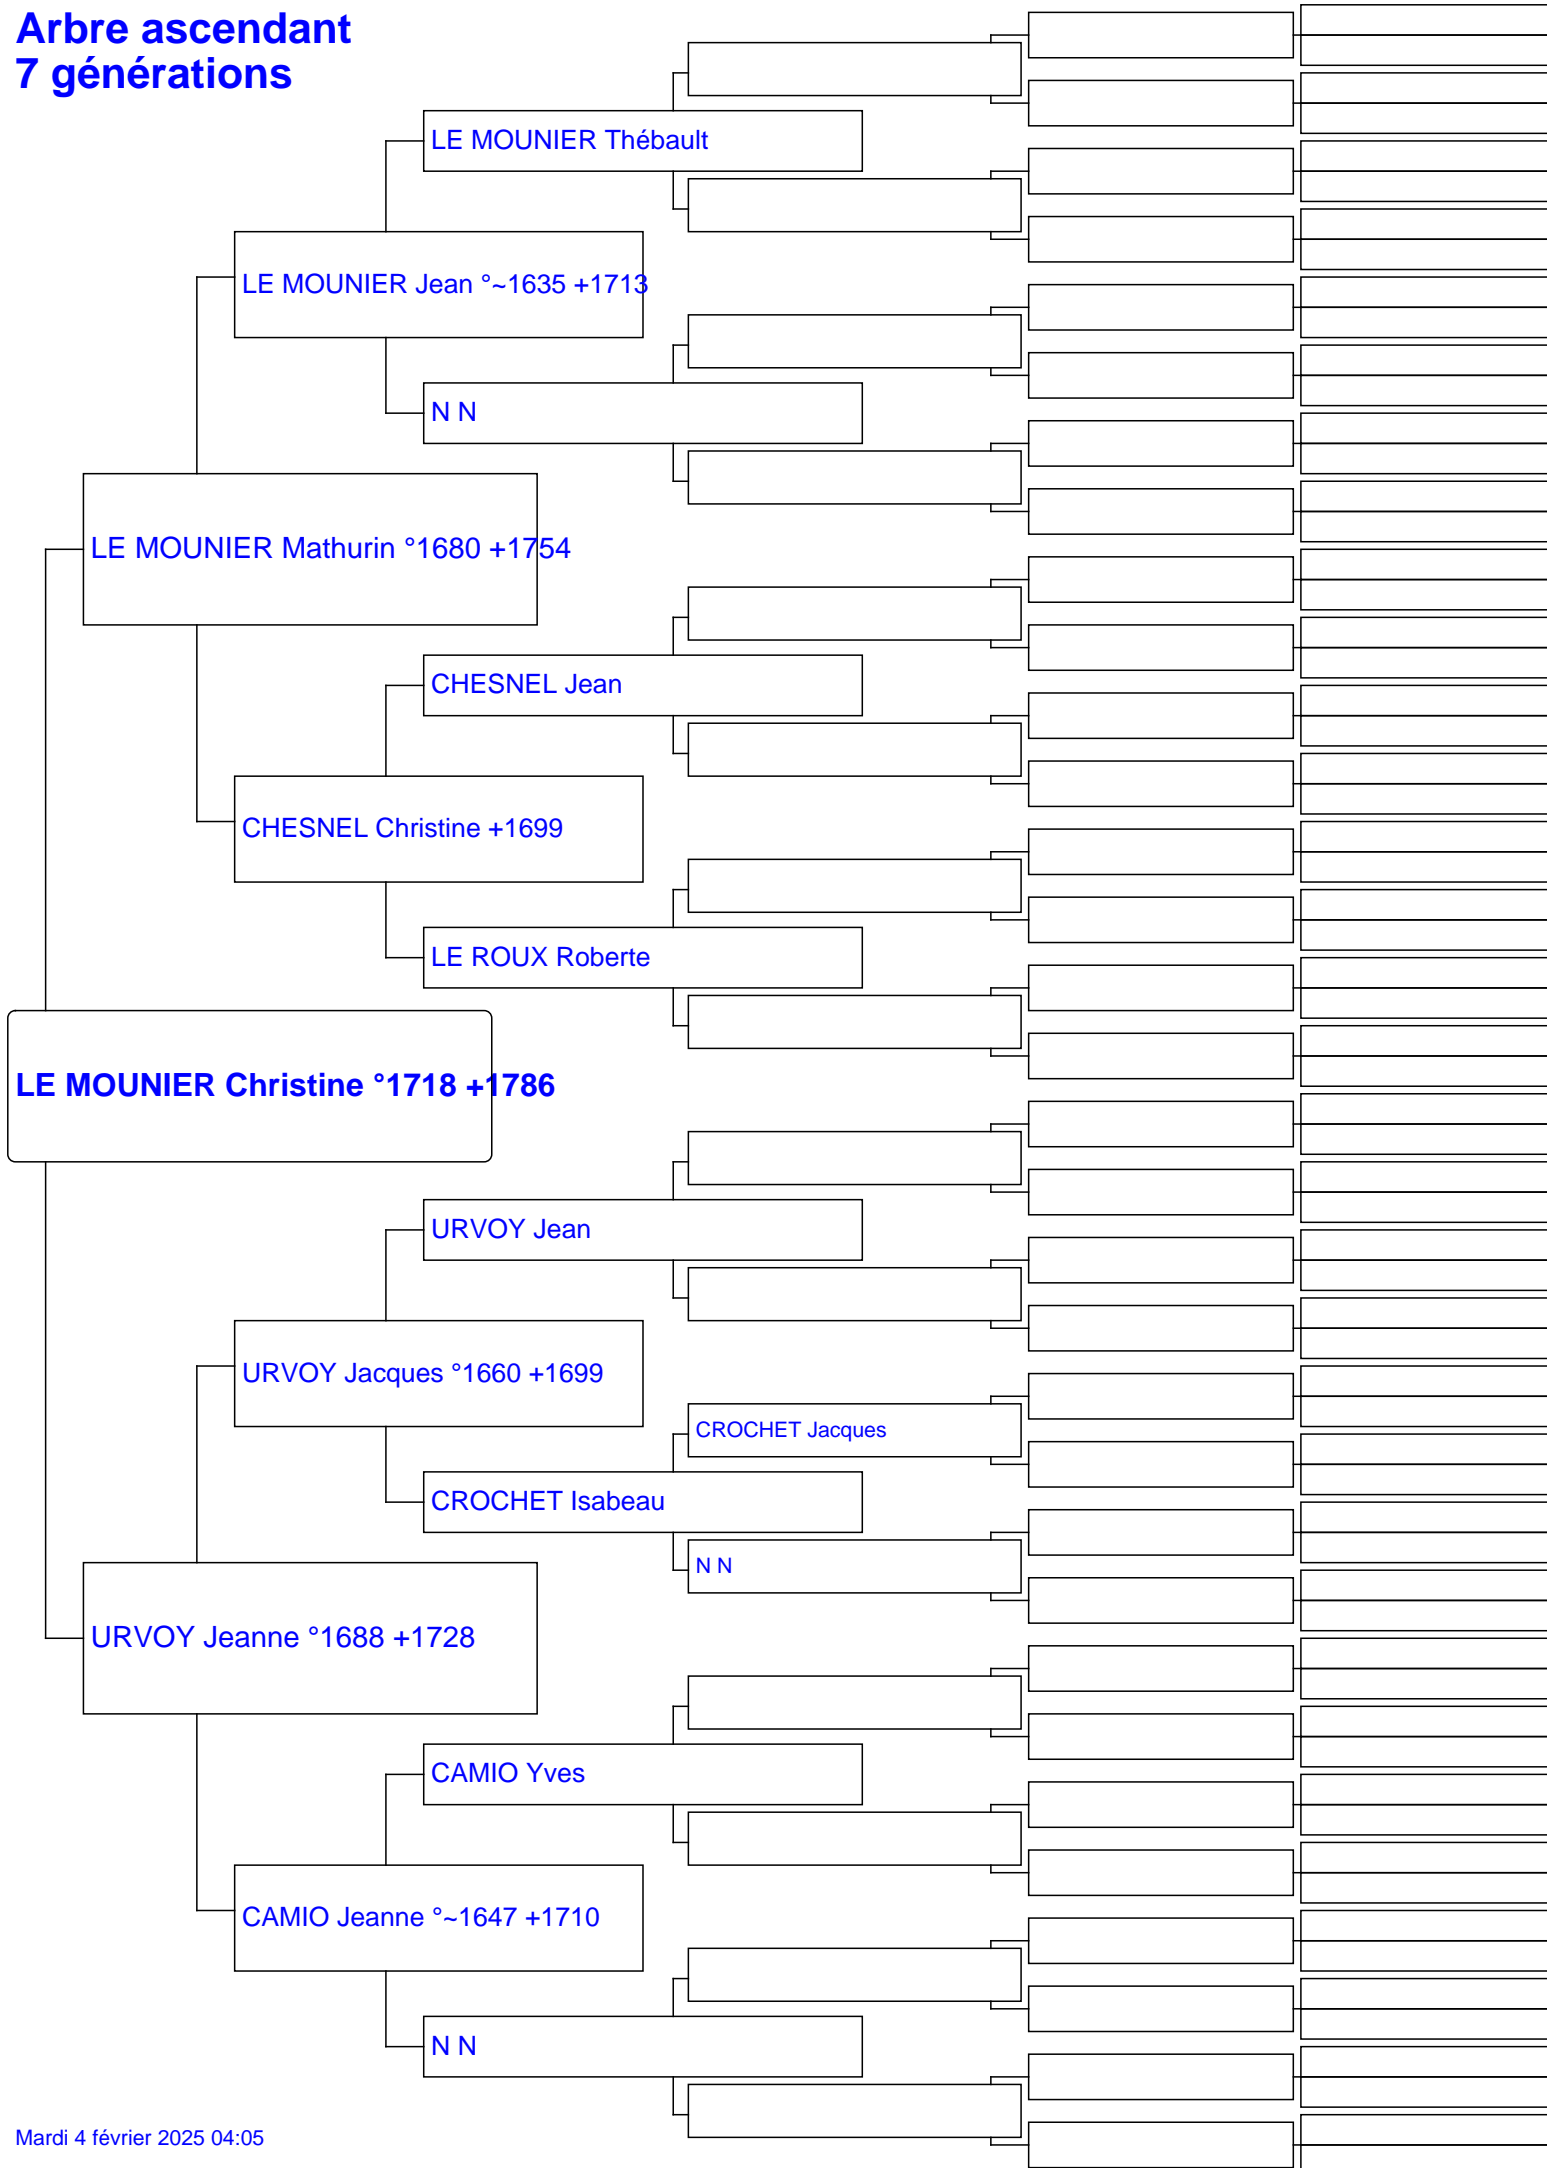 Arbre ascendant
7 générations
LE MOUNIER Thébault
LE MOUNIER Jean °~1635 +1713
N N
LE MOUNIER Mathurin °1680 +1754
CHESNEL Jean
CHESNEL Christine +1699
LE ROUX Roberte
LE MOUNIER Christine °1718 +1786
URVOY Jean
URVOY Jacques °1660 +1699
CROCHET Jacques
CROCHET Isabeau
N N
URVOY Jeanne °1688 +1728
CAMIO Yves
CAMIO Jeanne °~1647 +1710
N N
Mardi 4 février 2025 04:05